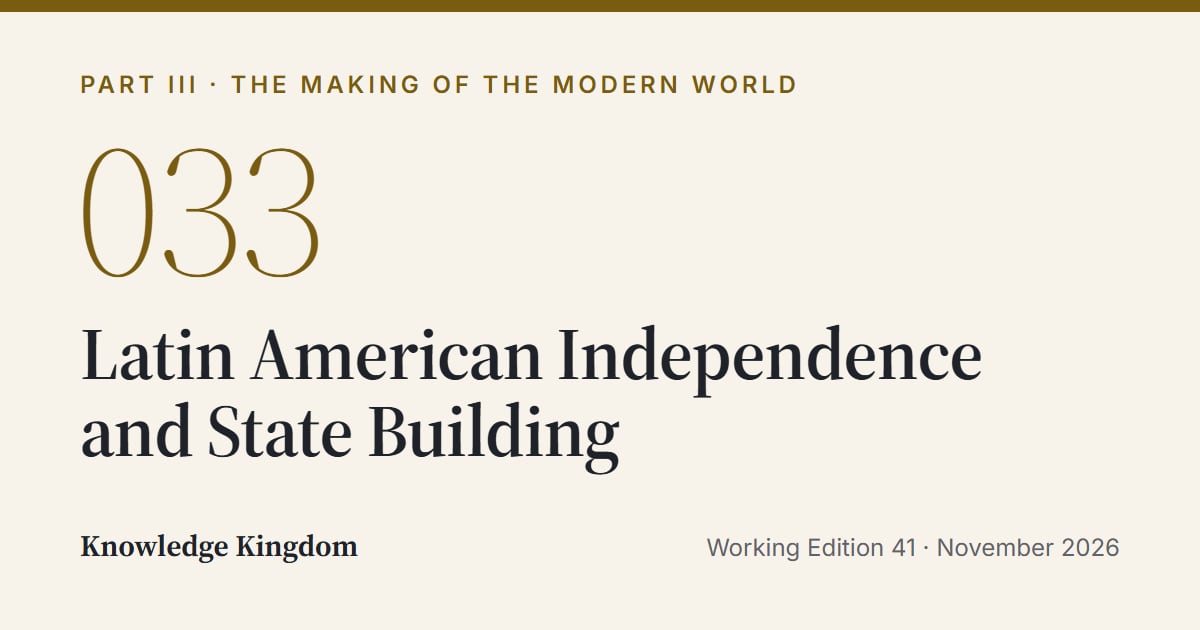 PART III · THE MAKING OF THE MODERN WORLD
033
Latin American Independence
and State Building
Knowledge Kingdom
Working Edition 41 · November 2026